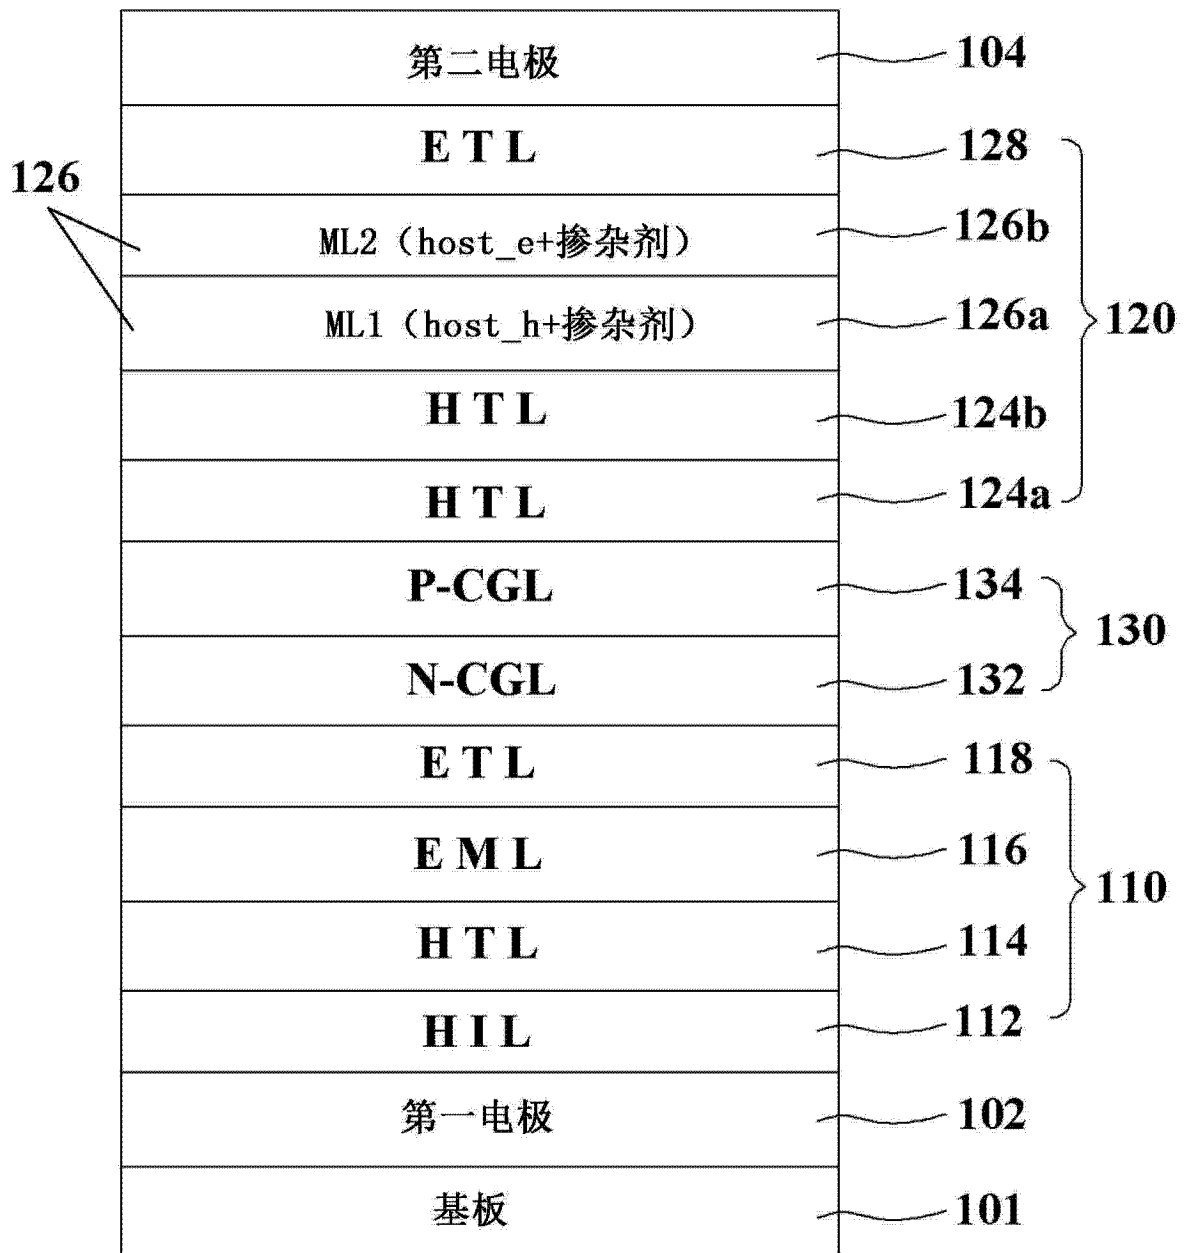 第二电极 104
E T L 128
126
ML2（host_e+掺杂剂） 126b
ML1（host_h+掺杂剂） 126a
120
H T L 124b
H T L 124a
P-CGL 134
130
N-CGL 132
E T L 118
E M L 116
110
H T L 114
H I L 112
第一电极 102
基板 101